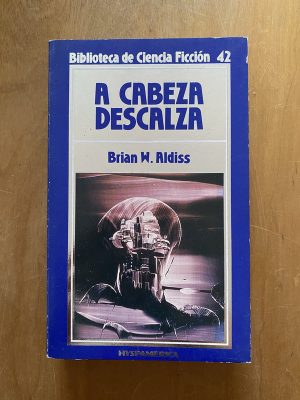 Biblioteca de Ciencia Ficción 42
A CABEZA
DESCALZA
Brian W. Aldiss
HYSPAMERICA